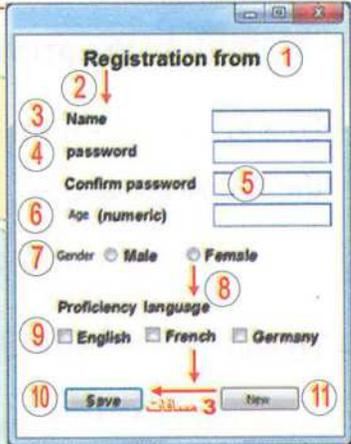 Registration from 1
2
3 Name
4 password
Confirm password 5
6 Age (numeric)
7 Gender Male Female
8
Proficiency language
9 English French Germany
10 Save 3 مسافات New 11